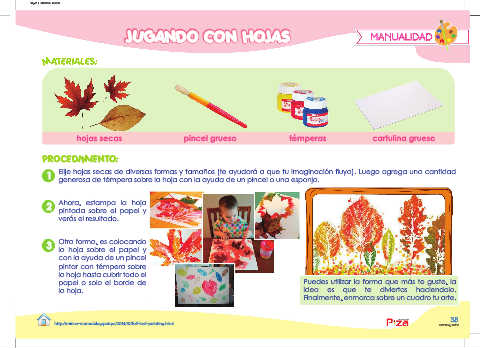 JUGANDO CON HOJAS
MANUALIDAD
MATERIALES:
hojas secas
pincel grueso
témperas
cartulina grueso
PROCEDIMIENTO:
1 Elije hojas secas de diversas formas y tamaños (te ayudará a que tu imaginación fluya). Luego agrega una cantidad
generosa de témpera sobre la hoja con la ayuda de un pincel o una esponja.
2 Ahora, estampa la hoja
pintada sobre el papel y
verás el resultado.
3 Otra forma, es colocando
la hoja sobre el papel y
con la ayuda de un pincel
pintar con témpera sobre
la hoja hasta cubrir todo el
papel o solo el borde de
la hoja.
Puedes utilizar la forma que más te guste, la
idea es que te diviertas haciendolo.
Finalmente, enmarca sobre un cuadro tu arte.
38